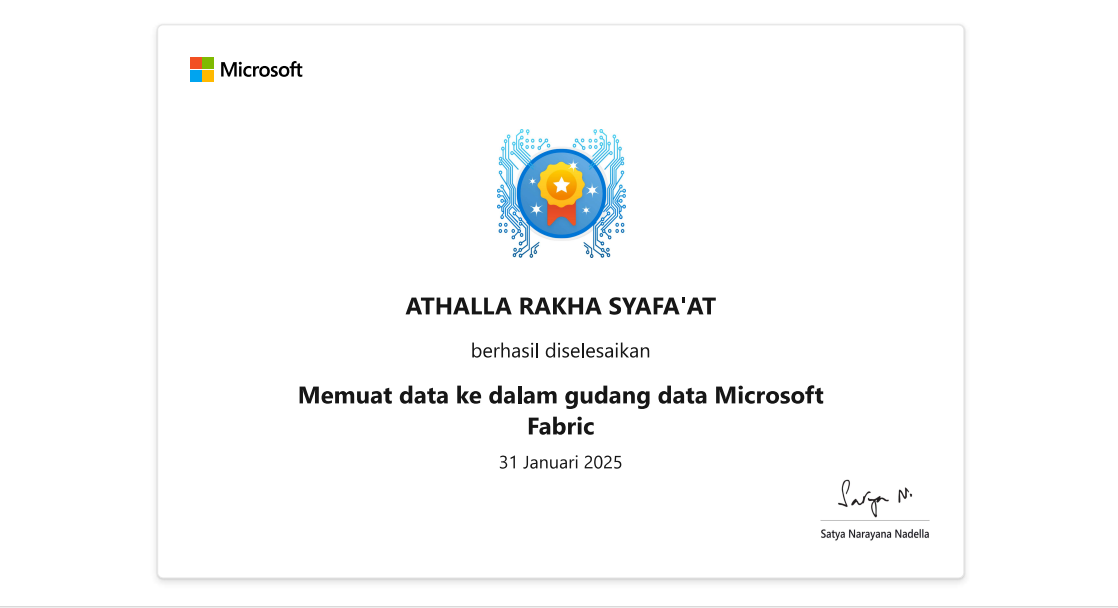 Microsoft
ATHALLA RAKHA SYAFA'AT
berhasil diselesaikan
Memuat data ke dalam gudang data Microsoft
Fabric
31 Januari 2025
Satya N.
Satya Narayana Nadella